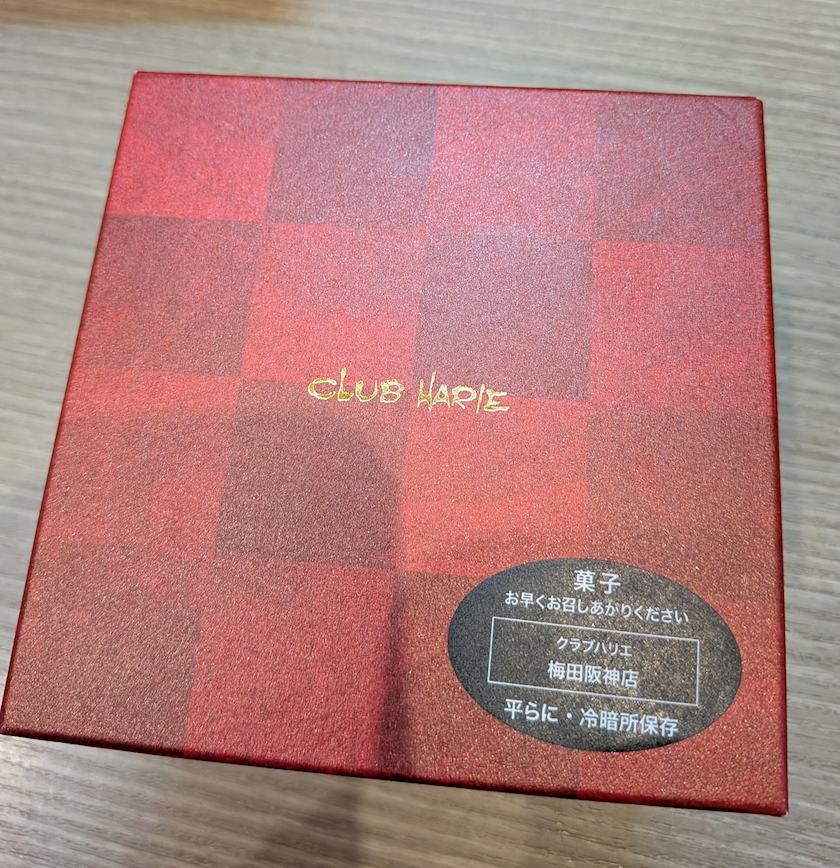 CLUB HARIE
菓子
お早くお召しあがりください
クラブハリエ
梅田阪神店
平らに・冷暗所保存